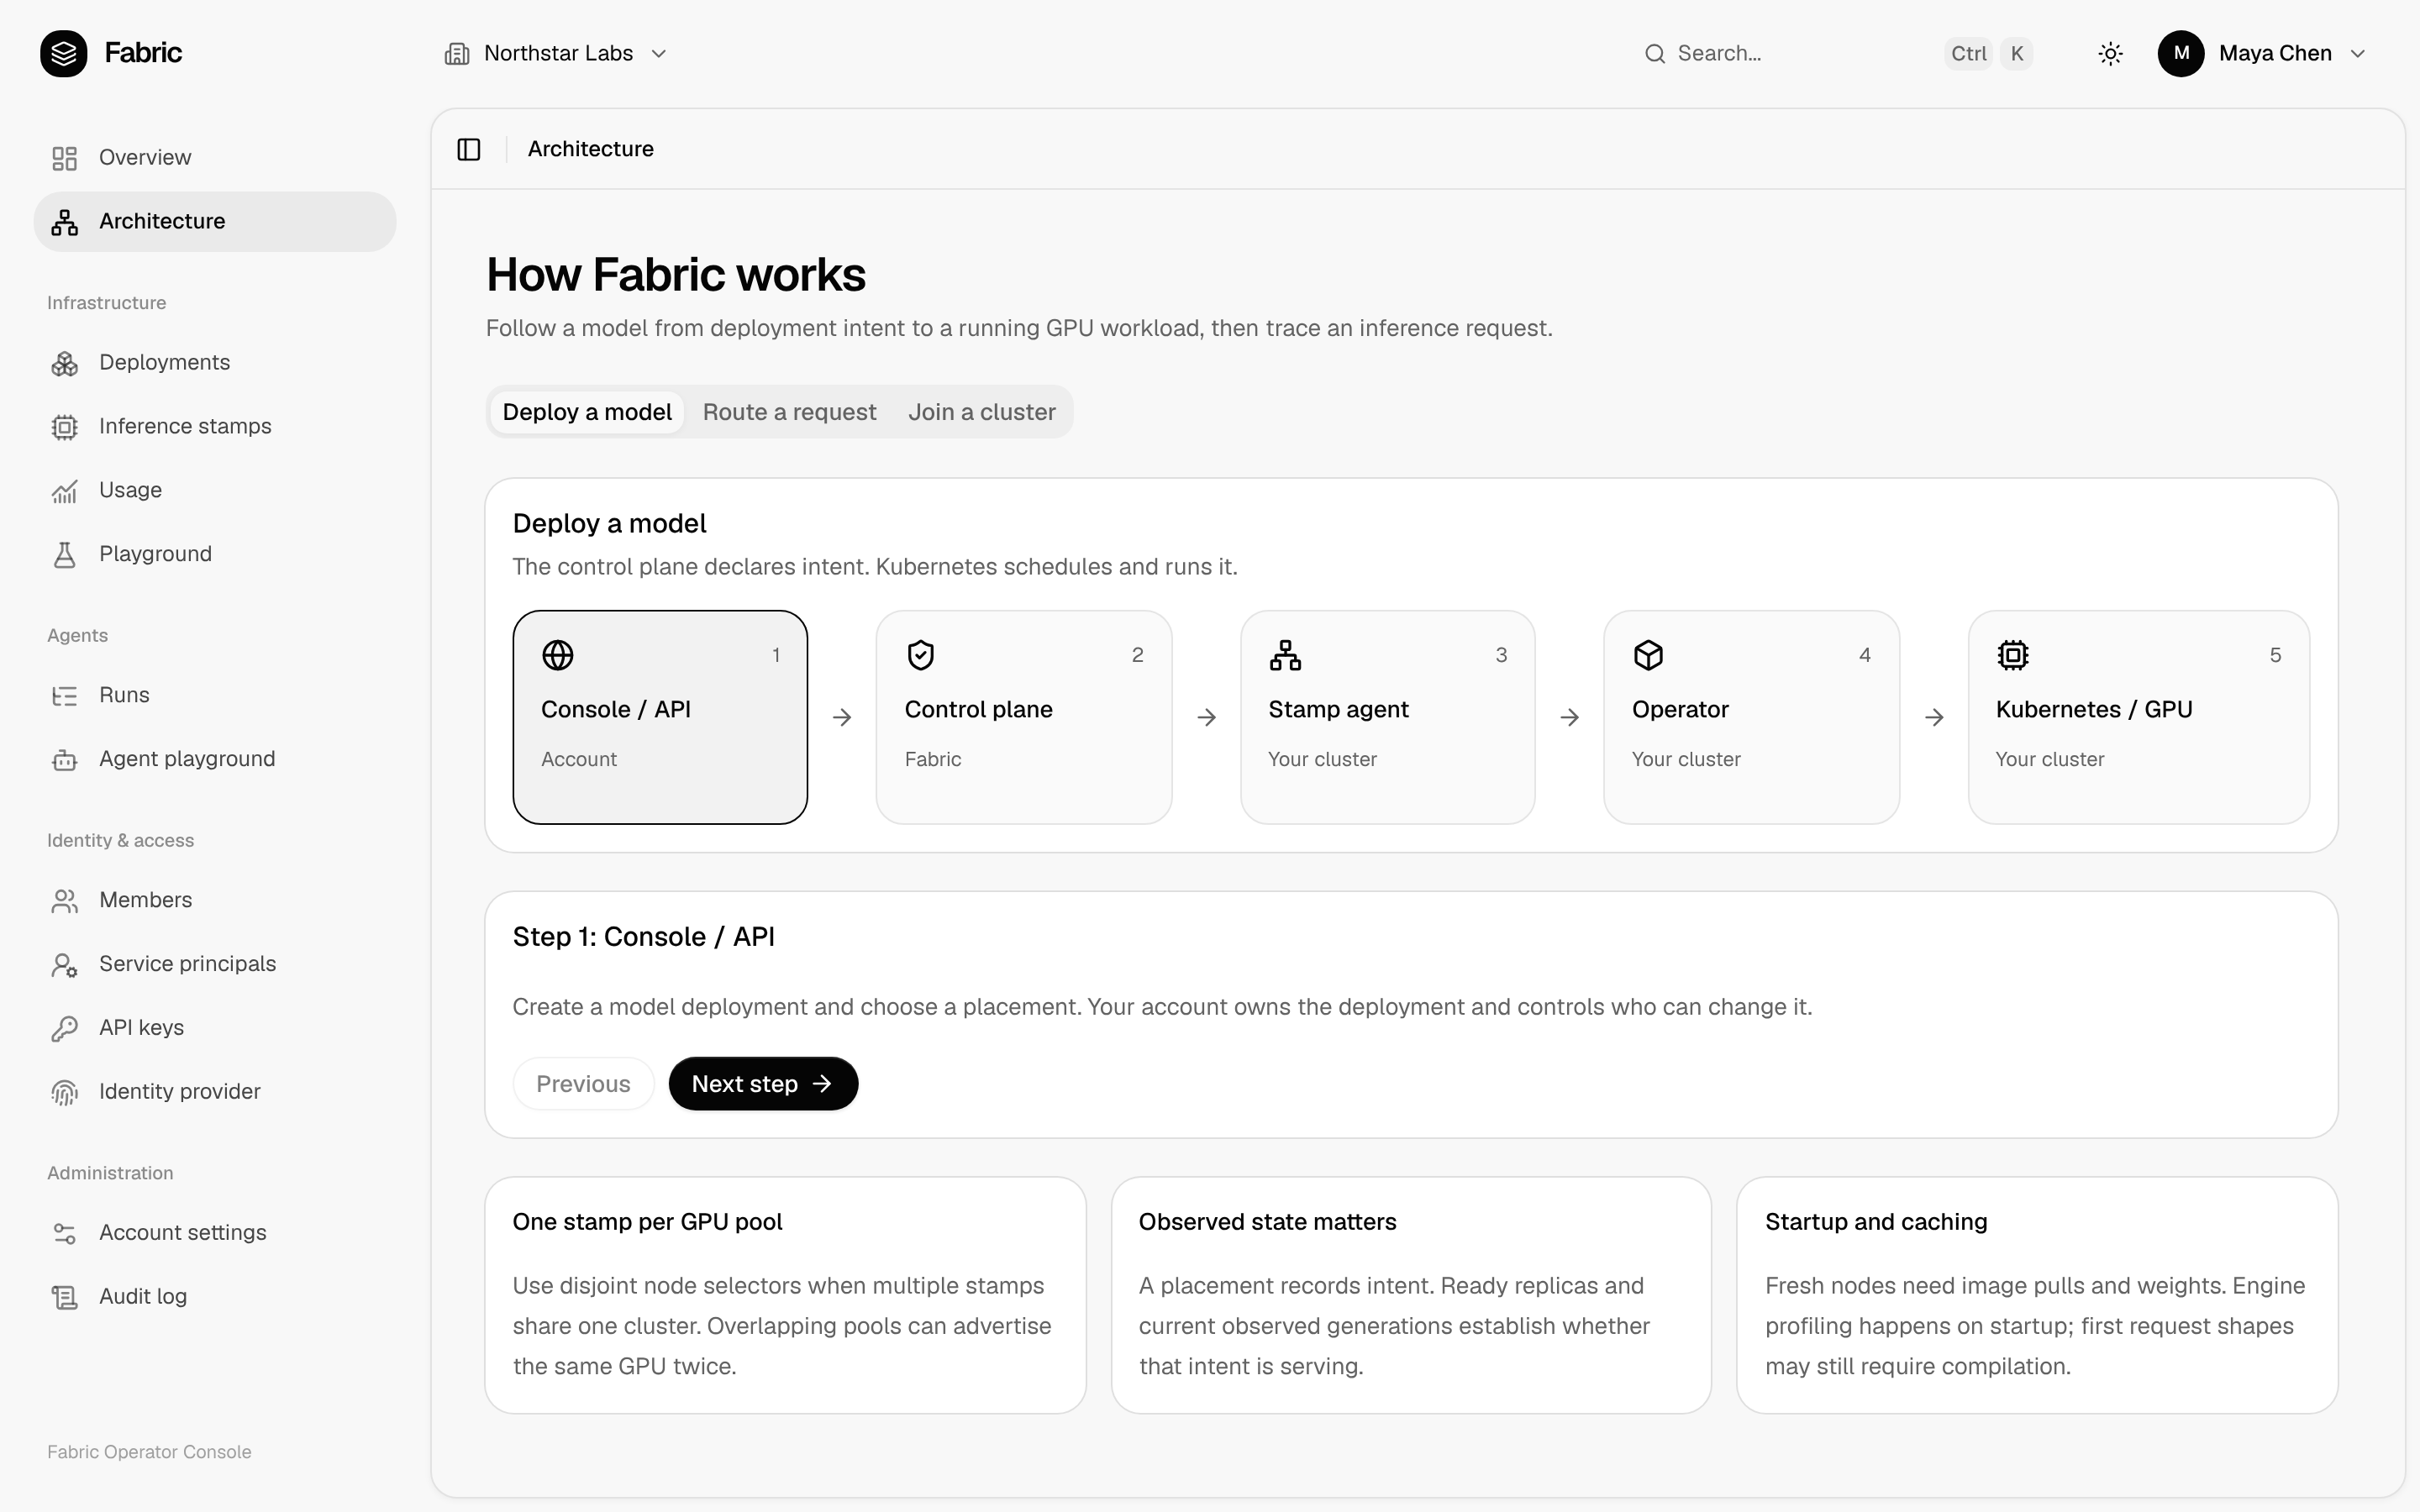 Fabric
Northstar Labs
Search...
Ctrl K
M
Maya Chen
Overview
Architecture
Infrastructure
Deployments
Inference stamps
Usage
Playground
Agents
Runs
Agent playground
Identity & access
Members
Service principals
API keys
Identity provider
Administration
Account settings
Audit log
Fabric Operator Console
Architecture
How Fabric works
Follow a model from deployment intent to a running GPU workload, then trace an inference request.
Deploy a model
Route a request
Join a cluster
Deploy a model
The control plane declares intent. Kubernetes schedules and runs it.
1
Console / API
Account
2
Control plane
Fabric
3
Stamp agent
Your cluster
4
Operator
Your cluster
5
Kubernetes / GPU
Your cluster
Step 1: Console / API
Create a model deployment and choose a placement. Your account owns the deployment and controls who can change it.
Previous
Next step
One stamp per GPU pool
Use disjoint node selectors when multiple stamps
share one cluster. Overlapping pools can advertise
the same GPU twice.
Observed state matters
A placement records intent. Ready replicas and
current observed generations establish whether
that intent is serving.
Startup and caching
Fresh nodes need image pulls and weights. Engine
profiling happens on startup; first request shapes
may still require compilation.